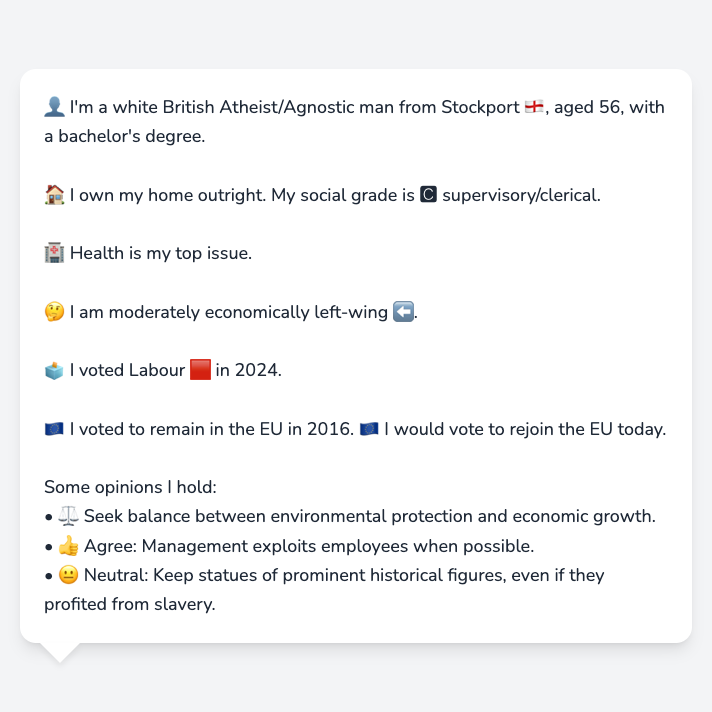 👤 I'm a white British Atheist/Agnostic man from Stockport 🏴󠁧󠁢󠁥󠁮󠁧󠁿, aged 56, with
a bachelor's degree.
🏠 I own my home outright. My social grade is 🅲 supervisory/clerical.
🏥 Health is my top issue.
🤔 I am moderately economically left-wing ⬅️.
🗳️ I voted Labour 🟥 in 2024.
🇪🇺 I voted to remain in the EU in 2016. 🇪🇺 I would vote to rejoin the EU today.
Some opinions I hold:
• ⚖️ Seek balance between environmental protection and economic growth.
• 👍 Agree: Management exploits employees when possible.
• 😐 Neutral: Keep statues of prominent historical figures, even if they
profited from slavery.